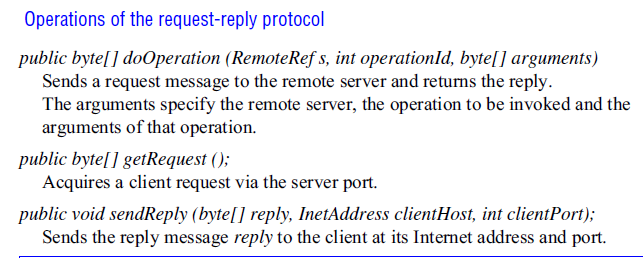 Operations of the request-reply protocol
public byte[] doOperation (RemoteRef s, int operationId, byte[] arguments)
Sends a request message to the remote server and returns the reply.
The arguments specify the remote server, the operation to be invoked and the
arguments of that operation.
public byte[] getRequest ();
Acquires a client request via the server port.
public void sendReply (byte[] reply, InetAddress clientHost, int clientPort);
Sends the reply message reply to the client at its Internet address and port.